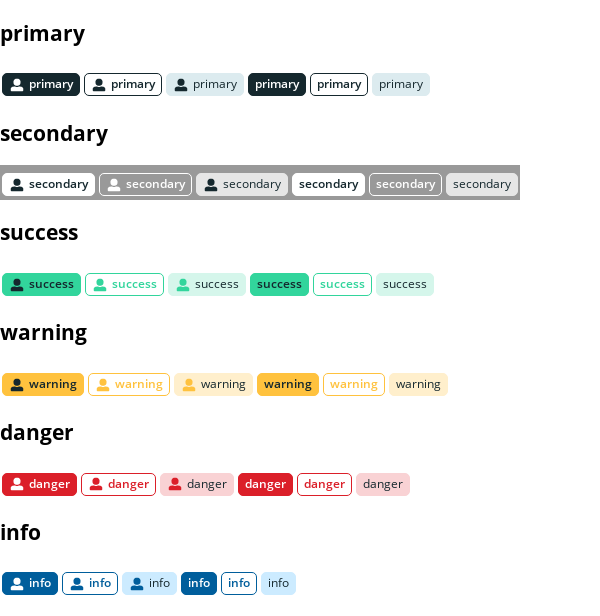 primary
primary primary primary primary primary primary
secondary
secondary secondary secondary secondary secondary secondary
success
success success success success success success
warning
warning warning warning warning warning warning
danger
danger danger danger danger danger danger
info
info info info info info info